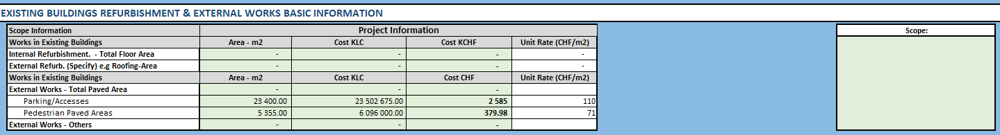 EXISTING BUILDINGS REFURBISHMENT & EXTERNAL WORKS BASIC INFORMATION
Scope Information Project Information Scope:
Works in Existing Buildings Area - m2 Cost KLC Cost KCHF Unit Rate (CHF/m2)
Internal Refurbishment. - Total Floor Area - - - -
External Refurb. (Specify) e.g Roofing-Area - - - -
Works in Existing Buildings Area - m2 Cost KLC Cost CHF Unit Rate (CHF/m2)
External Works - Total Paved Area - - -
Parking/Accesses 23 400.00 23 502 675.00 2 585 110
Pedestrian Paved Areas 5 355.00 6 096 000.00 379.98 71
External Works - Others - - -